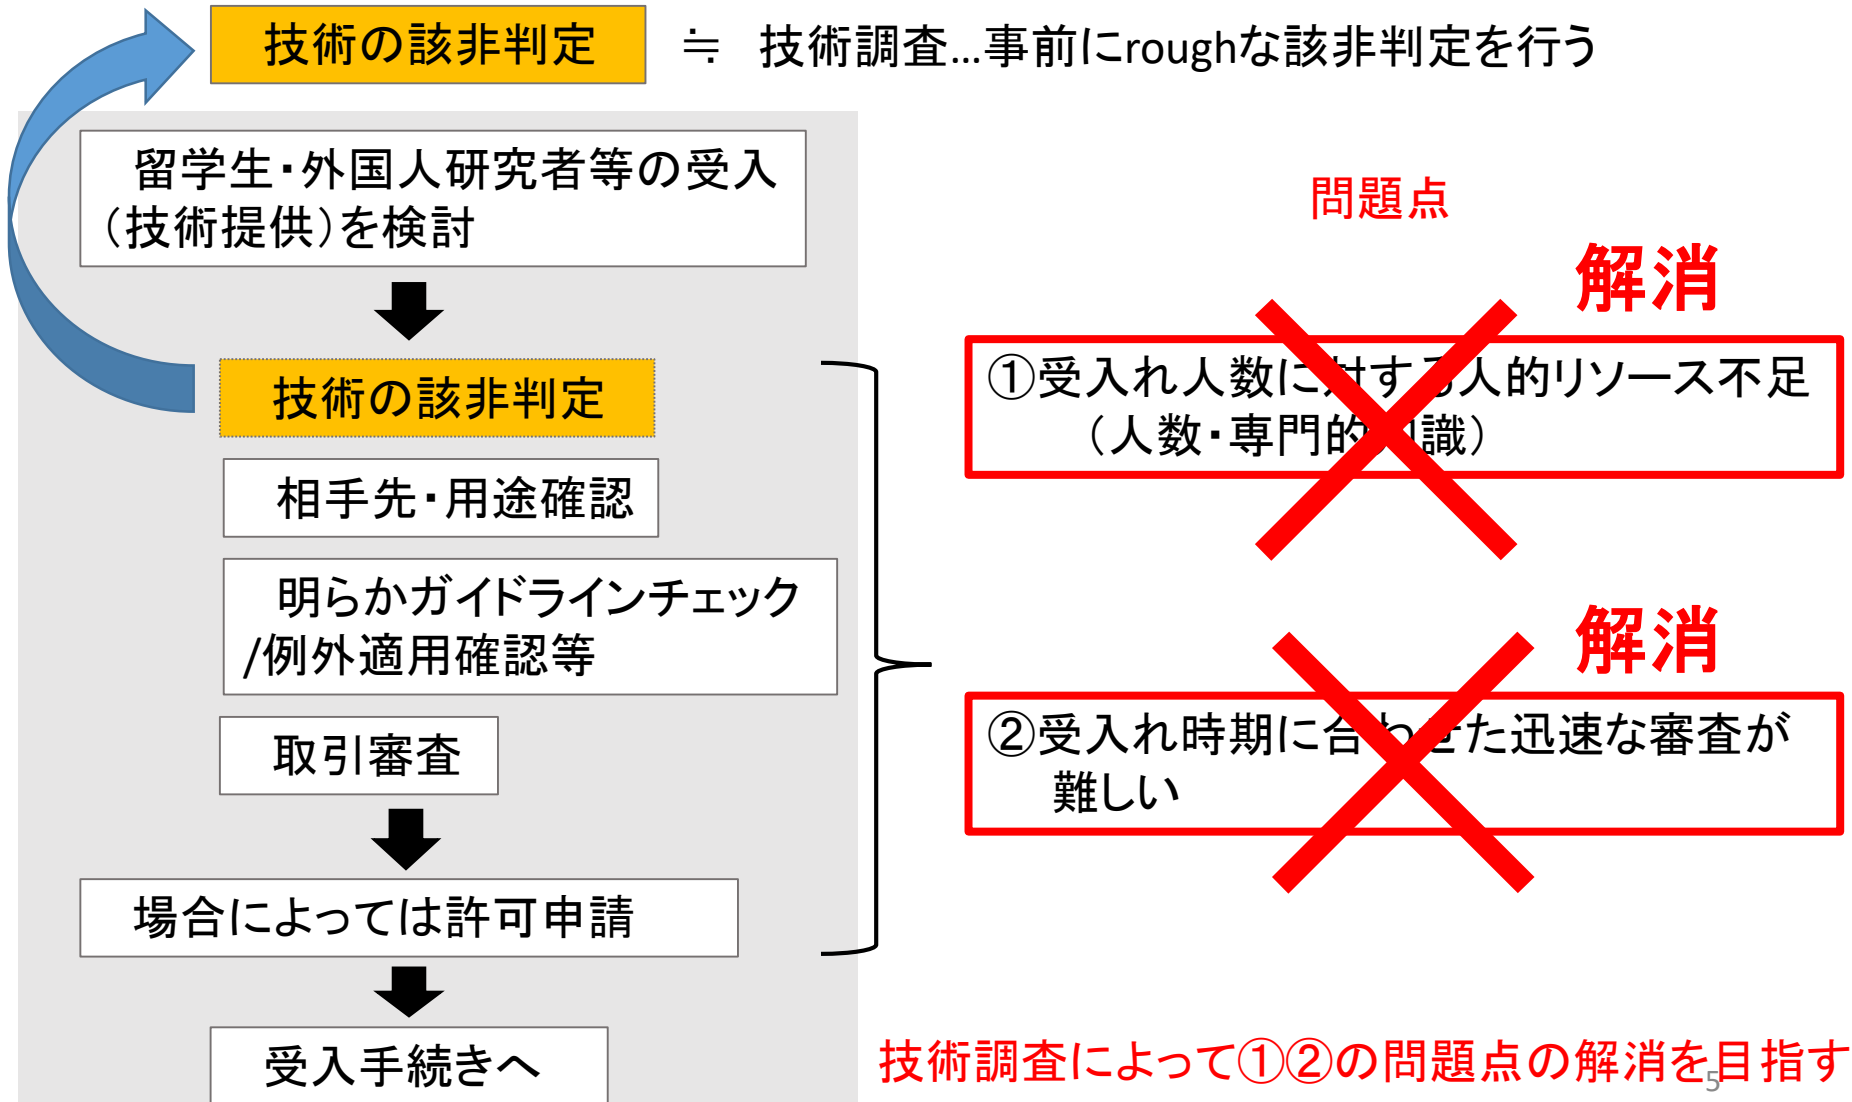 技術の該非判定 ≒ 技術調査…事前にroughな該非判定を行う
留学生・外国人研究者等の受入
（技術提供）を検討
技術の該非判定
相手先・用途確認
明らかガイドラインチェック
/例外適用確認等
取引審査
場合によっては許可申請
受入手続きへ
問題点
解消
①受入れ人数に対する人的リソース不足
（人数・専門的知識）
解消
②受入れ時期に合わせた迅速な審査が
難しい
技術調査によって①②の問題点の解消を目指す
5